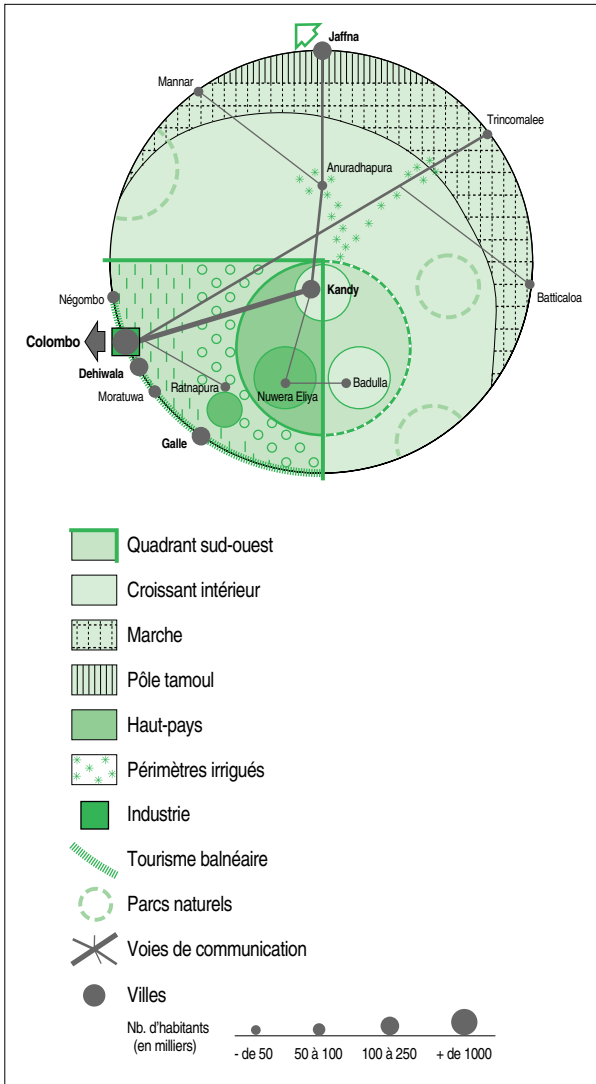 Jaffna
Mannar
Trincomalee
Anuradhapura
Négombo
Kandy
Batticaloa
Colombo
Dehiwala
Ratnapura
Nuwera Eliya
Badulla
Moratuwa
Galle
Quadrant sud-ouest
Croissant intérieur
Marche
Pôle tamoul
Haut-pays
Périmètres irrigués
Industrie
Tourisme balnéaire
Parcs naturels
Voies de communication
Villes
Nb. d'habitants
(en milliers)
- de 50 50 à 100 100 à 250 + de 1000